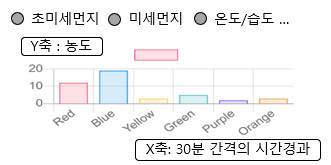 초미세먼지 미세먼지 온도/습도 ...
Y축 : 농도
20
10
0
Red Blue Yellow Green Purple Orange
X축: 30분 간격의 시간경과